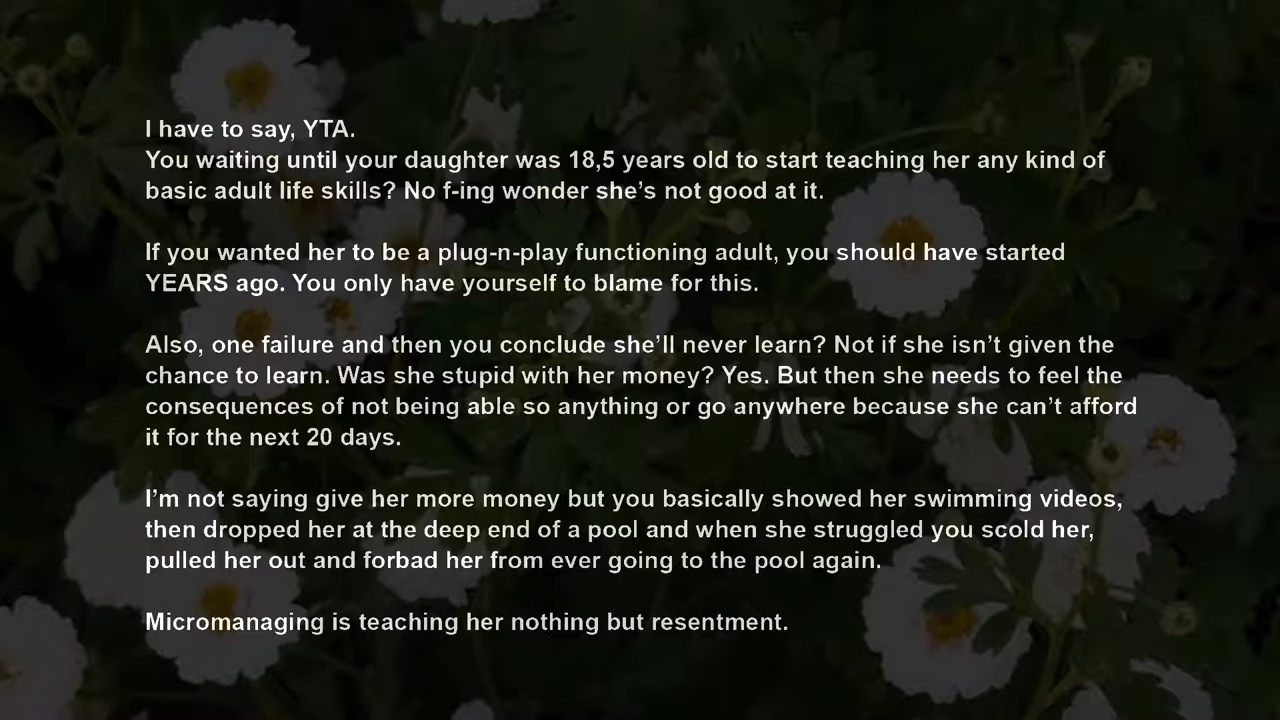 I have to say, YTA.
You waiting until your daughter was 18,5 years old to start teaching her any kind of
basic adult life skills? No f-ing wonder she’s not good at it.
If you wanted her to be a plug-n-play functioning adult, you should have started
YEARS ago. You only have yourself to blame for this.
Also, one failure and then you conclude she’ll never learn? Not if she isn’t given the
chance to learn. Was she stupid with her money? Yes. But then she needs to feel the
consequences of not being able so anything or go anywhere because she can’t afford
it for the next 20 days.
I’m not saying give her more money but you basically showed her swimming videos,
then dropped her at the deep end of a pool and when she struggled you scold her,
pulled her out and forbad her from ever going to the pool again.
Micromanaging is teaching her nothing but resentment.